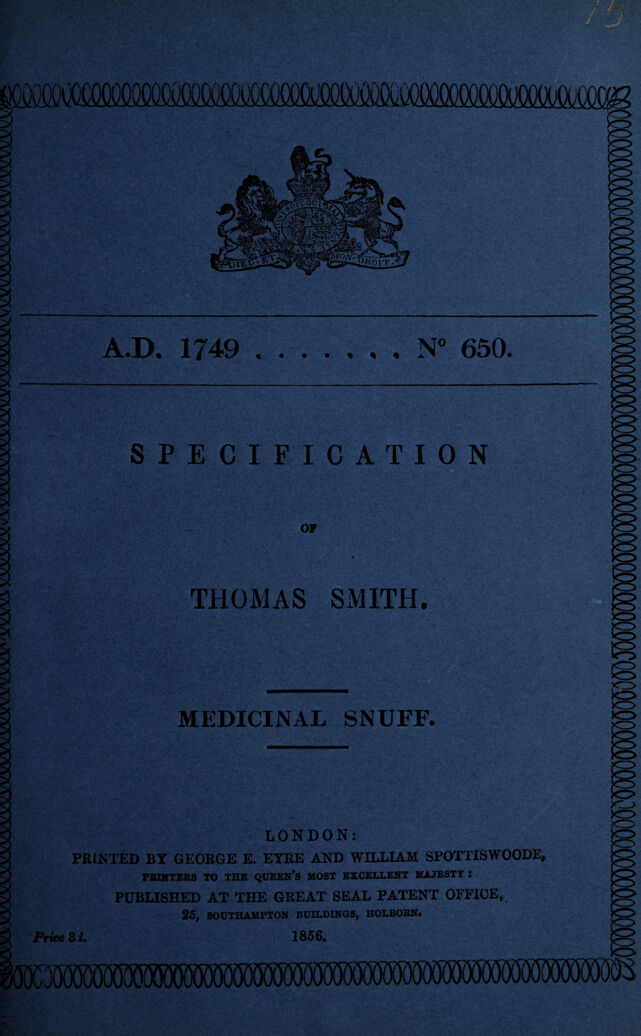 15
A.D. 1749 . . . . . . . . N° 650.
SPECIFICATION
OF
THOMAS SMITH.
MEDICINAL SNUFF.
LONDON:
PRINTED BY GEORGE E. EYRE AND WILLIAM SPOTTISWOODE,
PRINTERS TO THE QUEEN'S MOST EXCELLENT MAJESTY:
PUBLISHED AT THE GREAT SEAL PATENT OFFICE,
25, SOUTHAMPTON BUILDINGS, HOLBORN.
Price 3d.
1856.